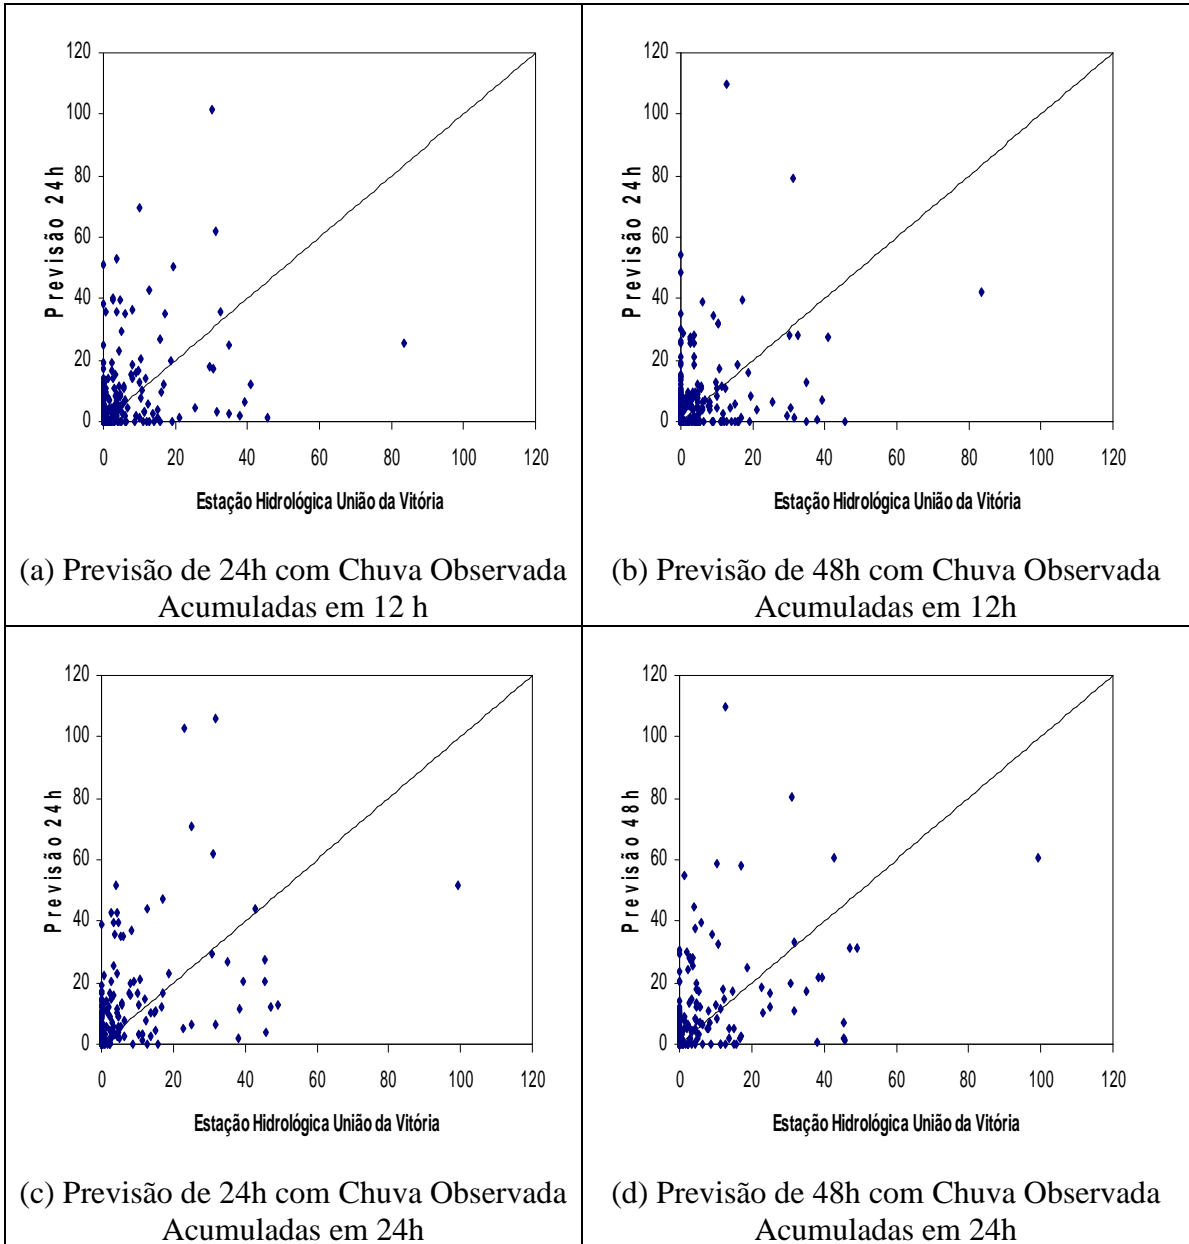 120
100
80
60
40
20
0
Previsão 24h
0 20 40 60 80 100 120
Estação Hidrológica União da Vitória
(a) Previsão de 24h com Chuva Observada
Acumuladas em 12 h
120
100
80
60
40
20
0
Previsão 24h
0 20 40 60 80 100 120
Estação Hidrológica União da Vitória
(b) Previsão de 48h com Chuva Observada
Acumuladas em 12h
120
100
80
60
40
20
0
Previsão 24h
0 20 40 60 80 100 120
Estação Hidrológica União da Vitória
(c) Previsão de 24h com Chuva Observada
Acumuladas em 24h
120
100
80
60
40
20
0
Previsão 48h
0 20 40 60 80 100 120
Estação Hidrológica União da Vitória
(d) Previsão de 48h com Chuva Observada
Acumuladas em 24h